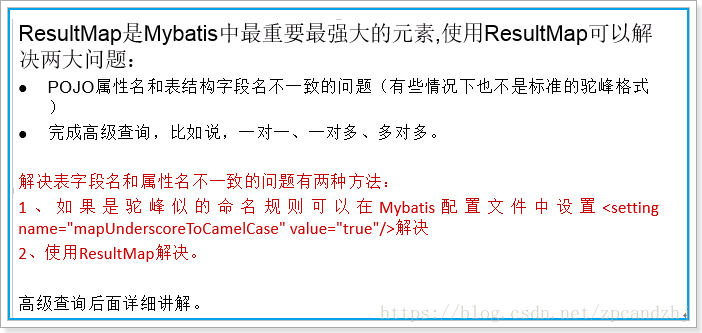 ResultMap是Mybatis中最重要最强大的元素,使用ResultMap可以解
决两大问题：
● POJO属性名和表结构字段名不一致的问题（有些情况下也不是标准的驼峰格式
）
● 完成高级查询，比如说，一对一、一对多、多对多。
解决表字段名和属性名不一致的问题有两种方法：
1、如果是驼峰似的命名规则可以在Mybatis配置文件中设置<setting
name="mapUnderscoreToCamelCase" value="true"/>解决
2、使用ResultMap解决。
高级查询后面详细讲解。
https://blog.csdn.net/zpcandzhj